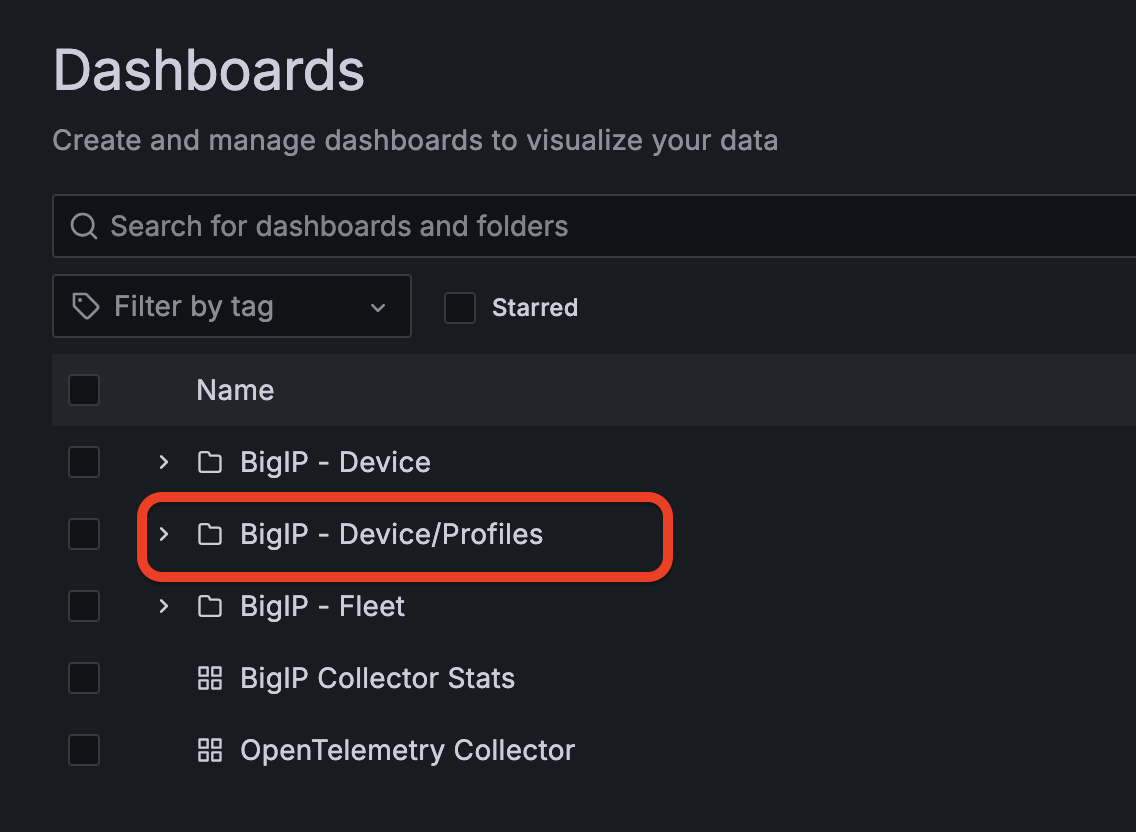 Dashboards
Create and manage dashboards to visualize your data
Search for dashboards and folders
Filter by tag
Starred
Name
BigIP - Device
BigIP - Device/Profiles
BigIP - Fleet
BigIP Collector Stats
OpenTelemetry Collector